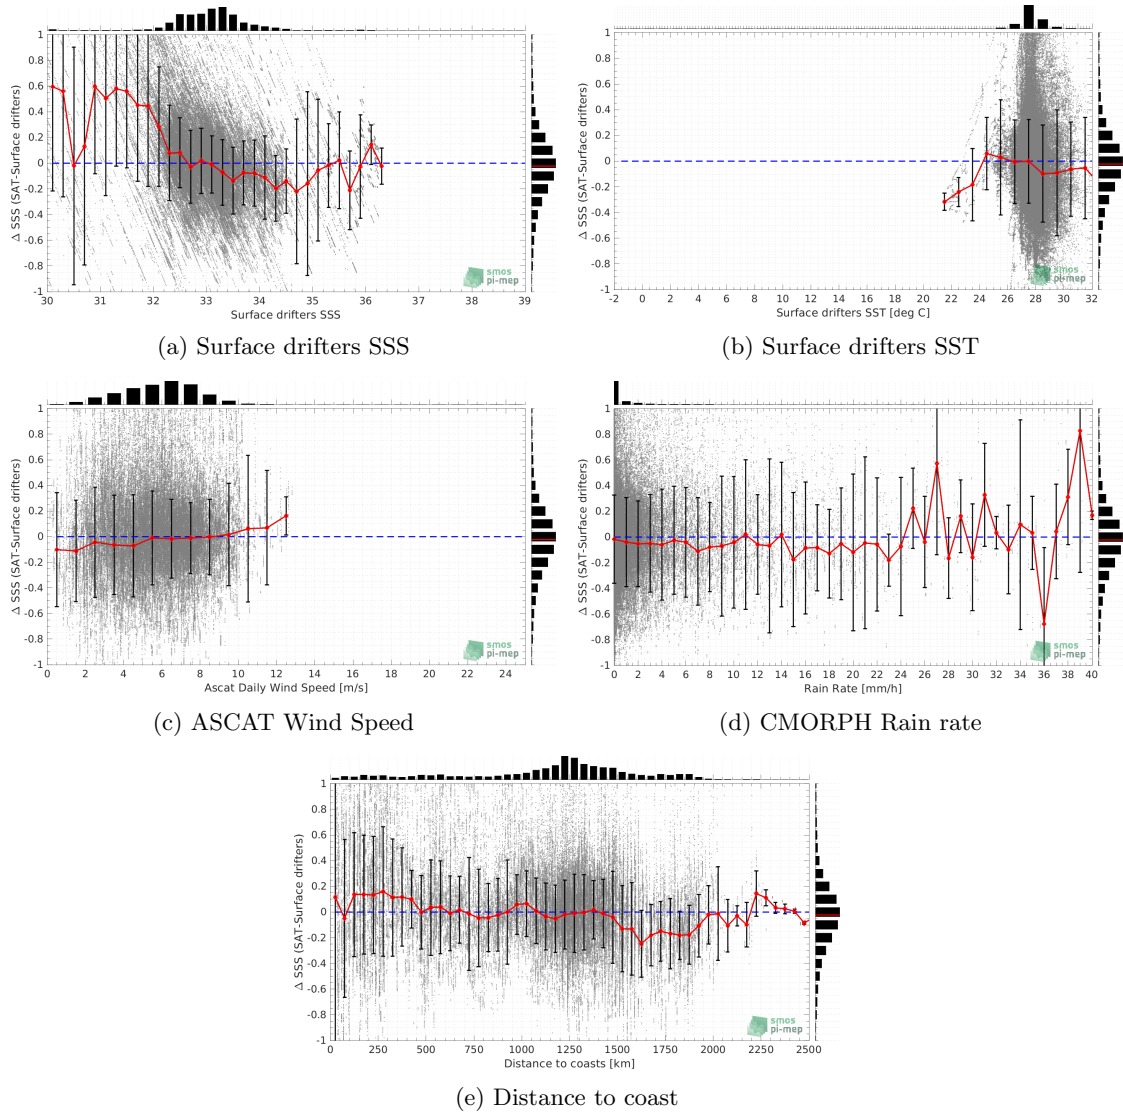 1
0.8
0.6
0.4
0.2
0
-0.2
-0.4
-0.6
-0.8
-1
Δ SSS (SAT-Surface drifters)
smos
pi-mep
30 31 32 33 34 35 36 37 38 39
Surface drifters SSS
(a) Surface drifters SSS
1
0.8
0.6
0.4
0.2
0
-0.2
-0.4
-0.6
-0.8
-1
Δ SSS (SAT-Surface drifters)
smos
pi-mep
-2 0 2 4 6 8 10 12 14 16 18 20 22 24 26 28 30 32
Surface drifters SST [deg C]
(b) Surface drifters SST
1
0.8
0.6
0.4
0.2
0
-0.2
-0.4
-0.6
-0.8
-1
Δ SSS (SAT-Surface drifters)
smos
pi-mep
0 2 4 6 8 10 12 14 16 18 20 22 24
Ascat Daily Wind Speed [m/s]
(c) ASCAT Wind Speed
1
0.8
0.6
0.4
0.2
0
-0.2
-0.4
-0.6
-0.8
-1
Δ SSS (SAT-Surface drifters)
smos
pi-mep
0 2 4 6 8 10 12 14 16 18 20 22 24 26 28 30 32 34 36 38 40
Rain Rate [mm/h]
(d) CMORPH Rain rate
1
0.8
0.6
0.4
0.2
0
-0.2
-0.4
-0.6
-0.8
-1
Δ SSS (SAT-Surface drifters)
smos
pi-mep
0 250 500 750 1000 1250 1500 1750 2000 2250 2500
Distance to coasts [km]
(e) Distance to coast